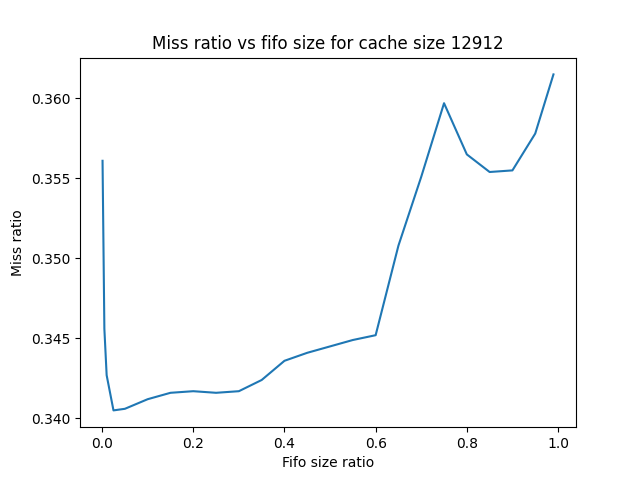 Miss ratio vs fifo size for cache size 12912
0.360
0.355
0.350
0.345
0.340
Miss ratio
0.0 0.2 0.4 0.6 0.8 1.0
Fifo size ratio